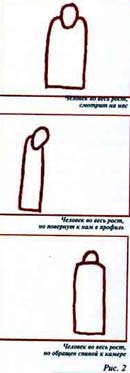 Человек во весь рост,
смотрит на нас
Человек во весь рост,
но повернут к нам в профиль
Человек во весь рост,
но обращен спиной к камере
Рис. 2